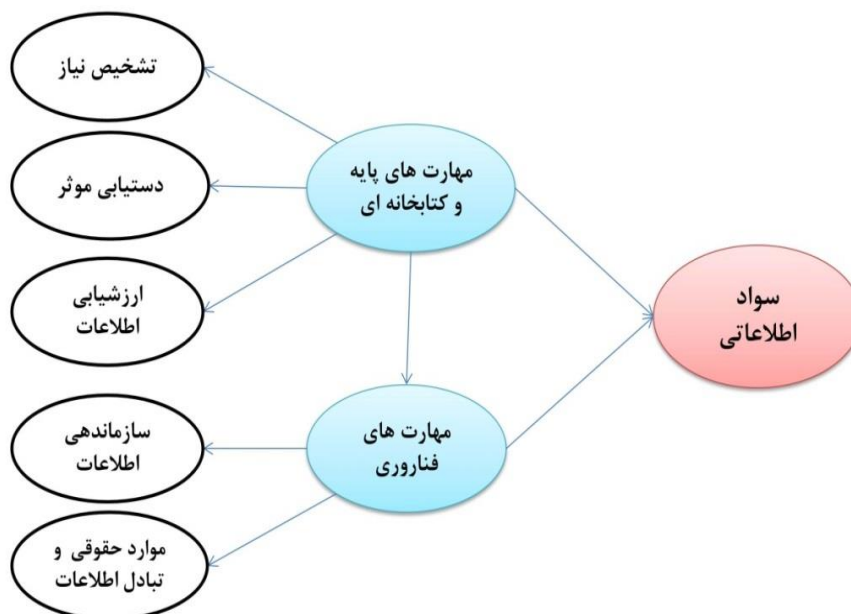 تشخیص نیاز
مهارت های پایه
و کتابخانه ای
دستیابی موثر
ارزشیابی
اطلاعات
سواد
اطلاعاتی
سازماندهی
اطلاعات
مهارت های
فناروری
موارد حقوقی و
تبادل اطلاعات